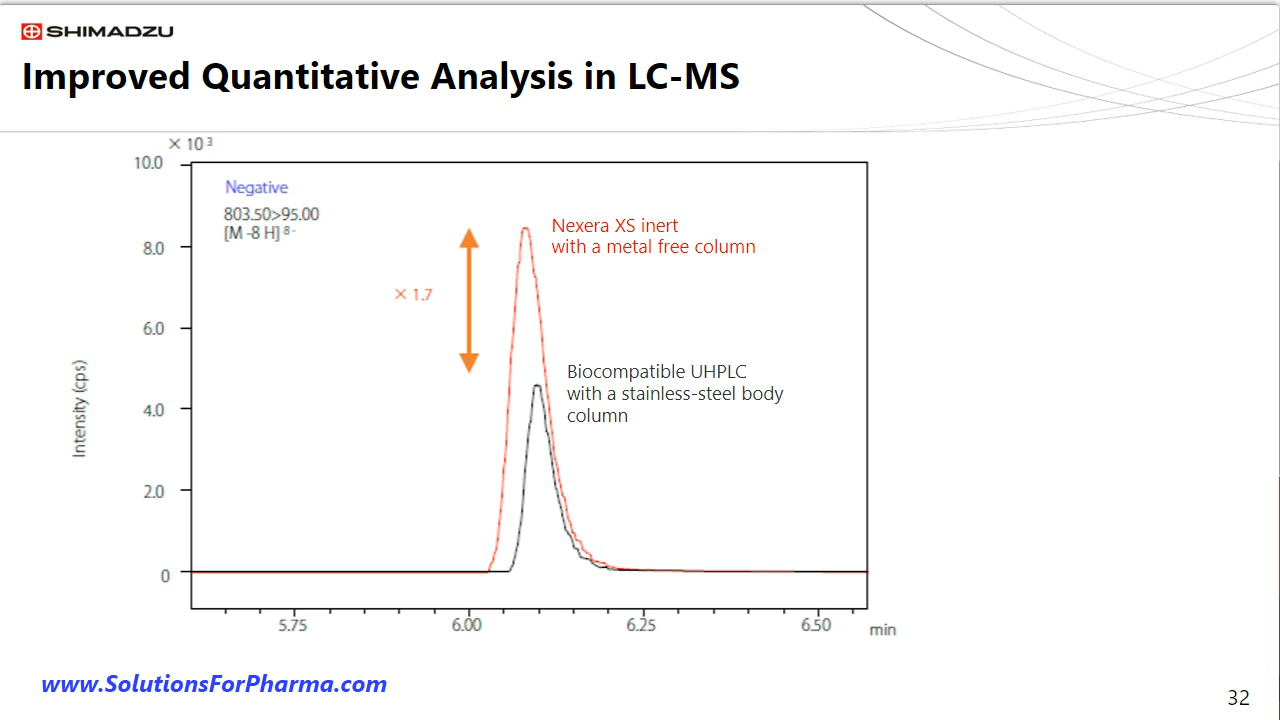 SHIMADZU
Improved Quantitative Analysis in LC-MS
× 10³
10.0
8.0
6.0
4.0
2.0
0
Intensity (cps)
Negative
803.50>95.00
[M -8 H] ⁸⁻
× 1.7
Nexera XS inert
with a metal free column
Biocompatible UHPLC
with a stainless-steel body
column
5.75
6.00
6.25
6.50
min
www.SolutionsForPharma.com
32